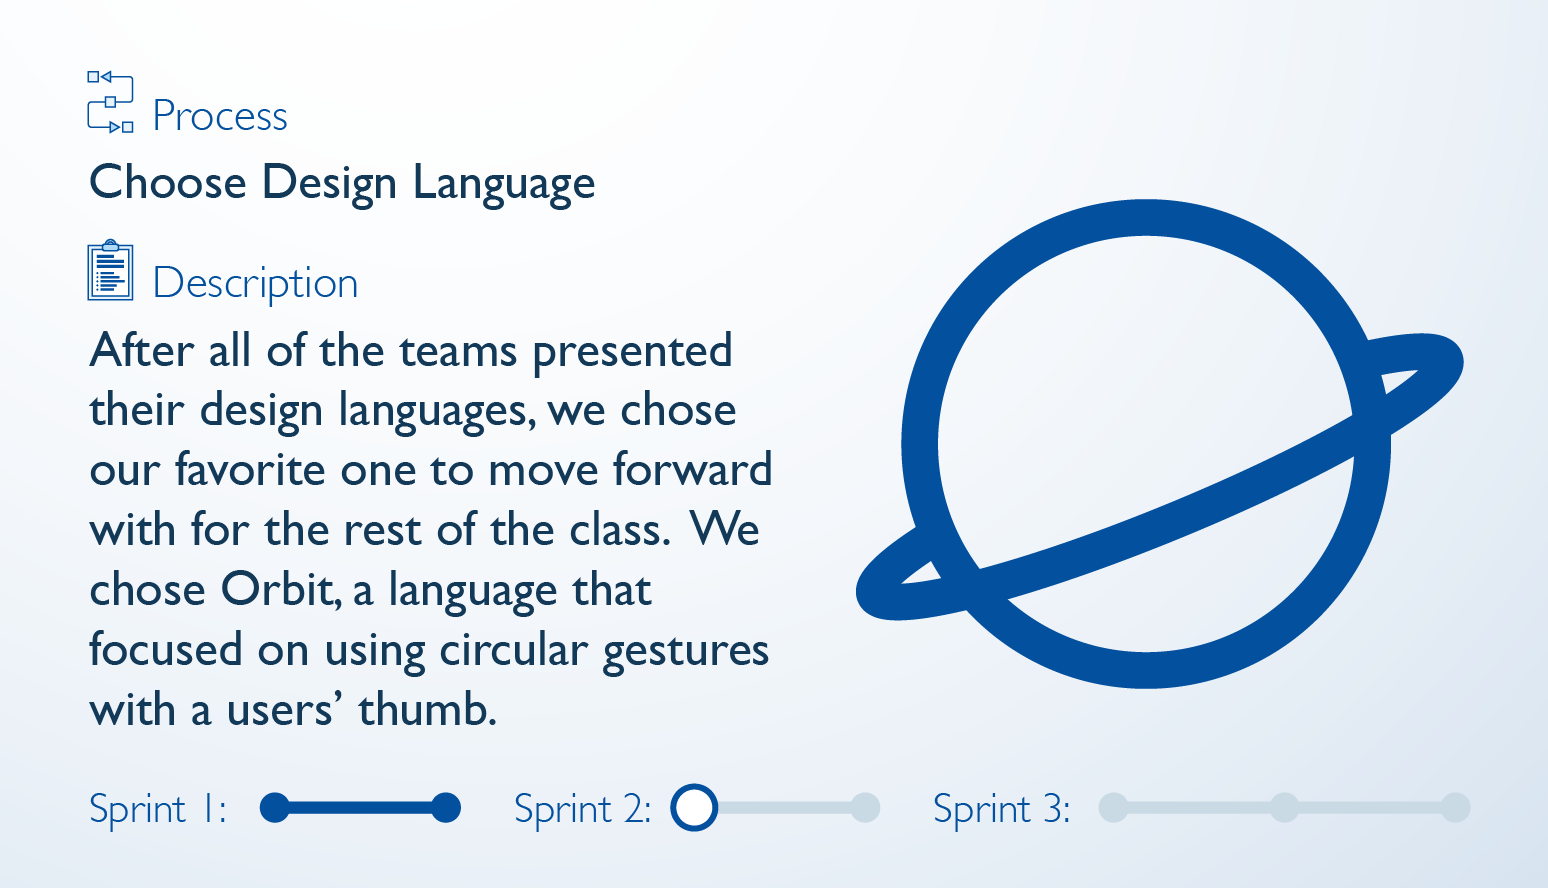 Process
Choose Design Language
Description
After all of the teams presented
their design languages, we chose
our favorite one to move forward
with for the rest of the class.  We
chose Orbit, a language that
focused on using circular gestures
with a users’ thumb.
Sprint 1:
Sprint 2:
Sprint 3: